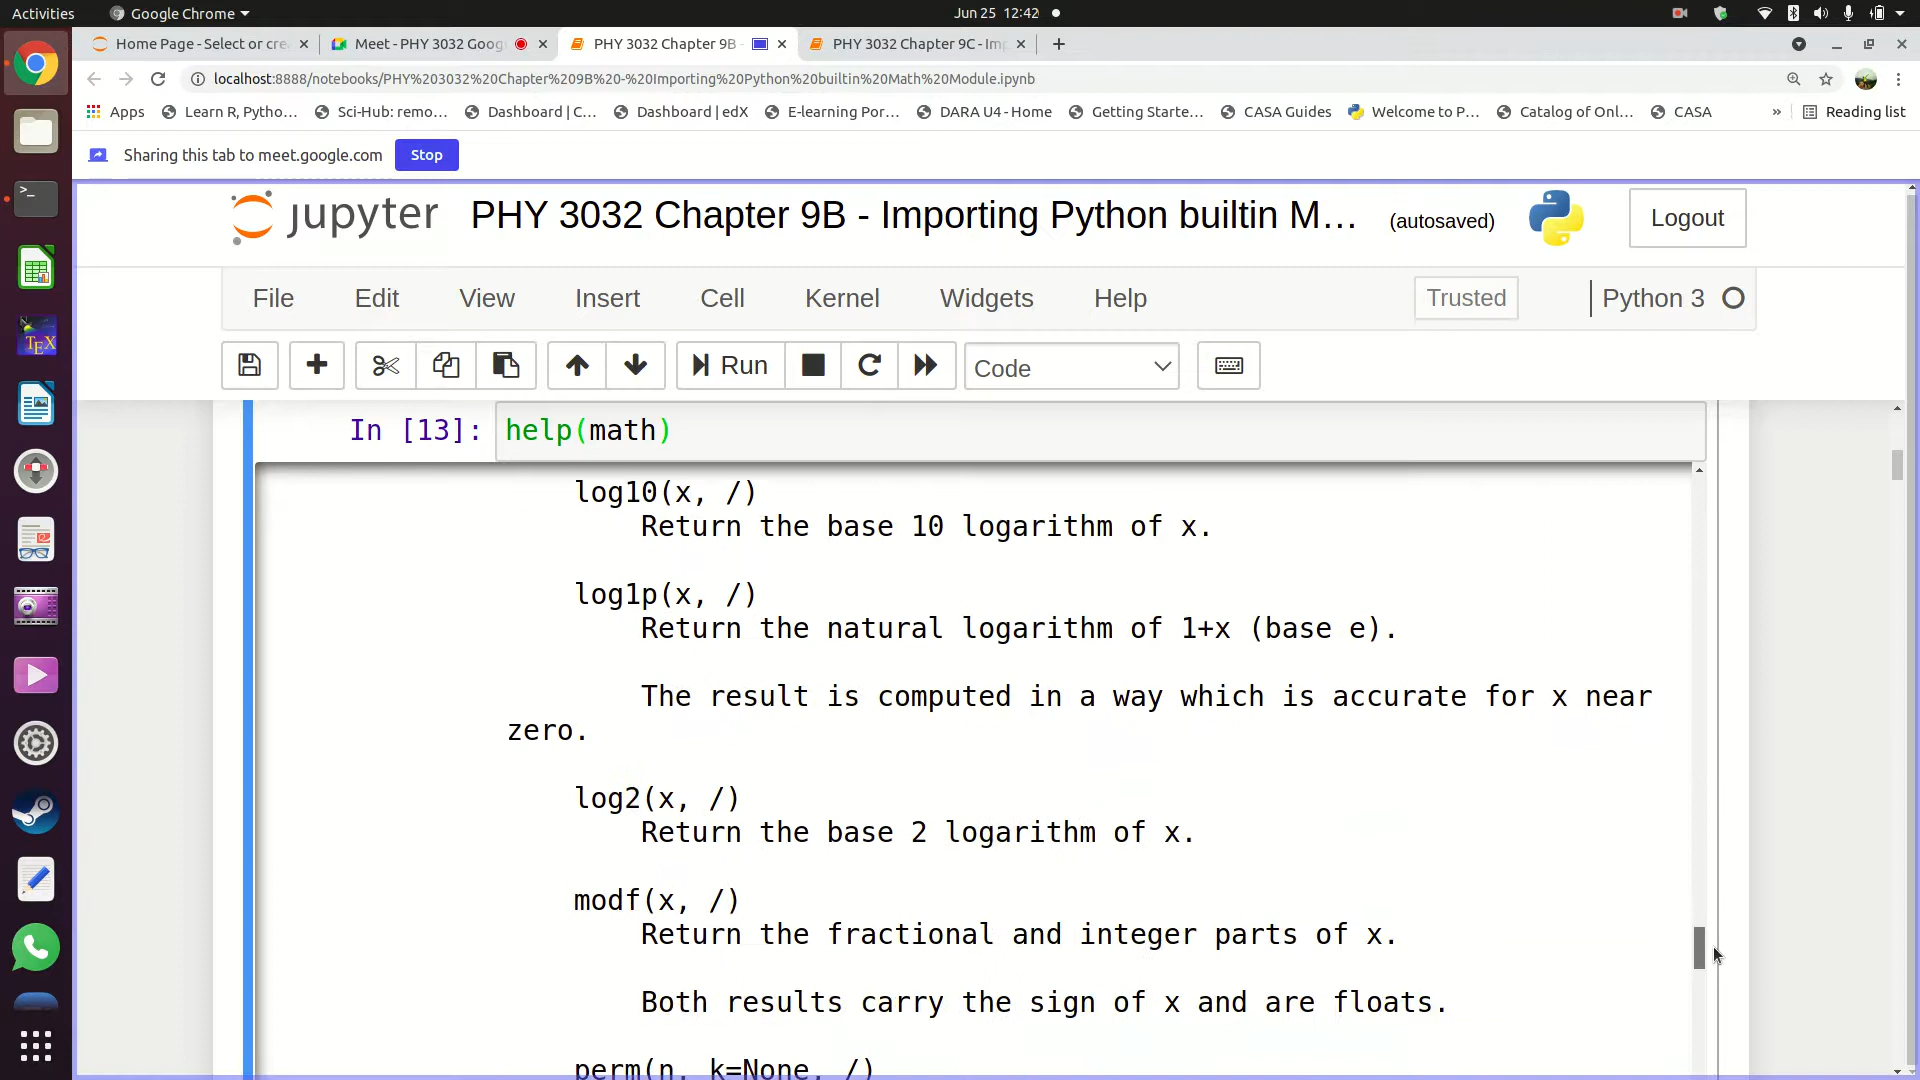 Activities
Google Chrome
Jun 25 12:42
Home Page - Select or cre
Meet - PHY 3032 Goog
PHY 3032 Chapter 9B -
PHY 3032 Chapter 9C - Im
localhost:8888/notebooks/PHY%203032%20Chapter%209B%20-%20Importing%20Python%20builtin%20Math%20Module.ipynb
Apps
Learn R, Pytho...
Sci-Hub: remo...
Dashboard | C...
Dashboard | edX
E-learning Por...
DARA U4 - Home
Getting Starte...
CASA Guides
Welcome to P...
Catalog of Onl...
CASA
»
Reading list
Sharing this tab to meet.google.com
Stop
jupyter
PHY 3032 Chapter 9B - Importing Python builtin M...
(autosaved)
Logout
File
Edit
View
Insert
Cell
Kernel
Widgets
Help
Trusted
Python 3
Run
Code
TEX
In [13]: help(math)
log10(x, /)
Return the base 10 logarithm of x.
log1p(x, /)
Return the natural logarithm of 1+x (base e).
The result is computed in a way which is accurate for x near
zero.
log2(x, /)
Return the base 2 logarithm of x.
modf(x, /)
Return the fractional and integer parts of x.
Both results carry the sign of x and are floats.
perm(n, k=None, /)